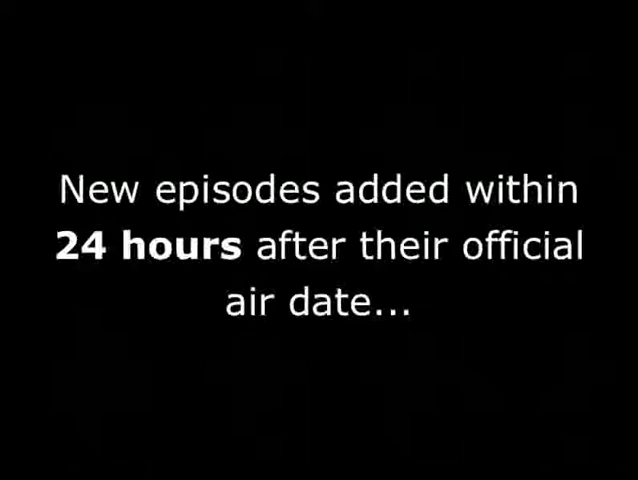 New episodes added within
24 hours after their official
air date...